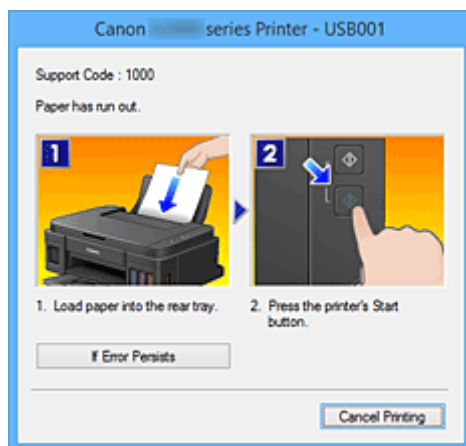 Canon series Printer - USB001
Support Code : 1000
Paper has run out.
1
2
1. Load paper into the rear tray.
2. Press the printer's Start
button.
If Error Persists
Cancel Printing